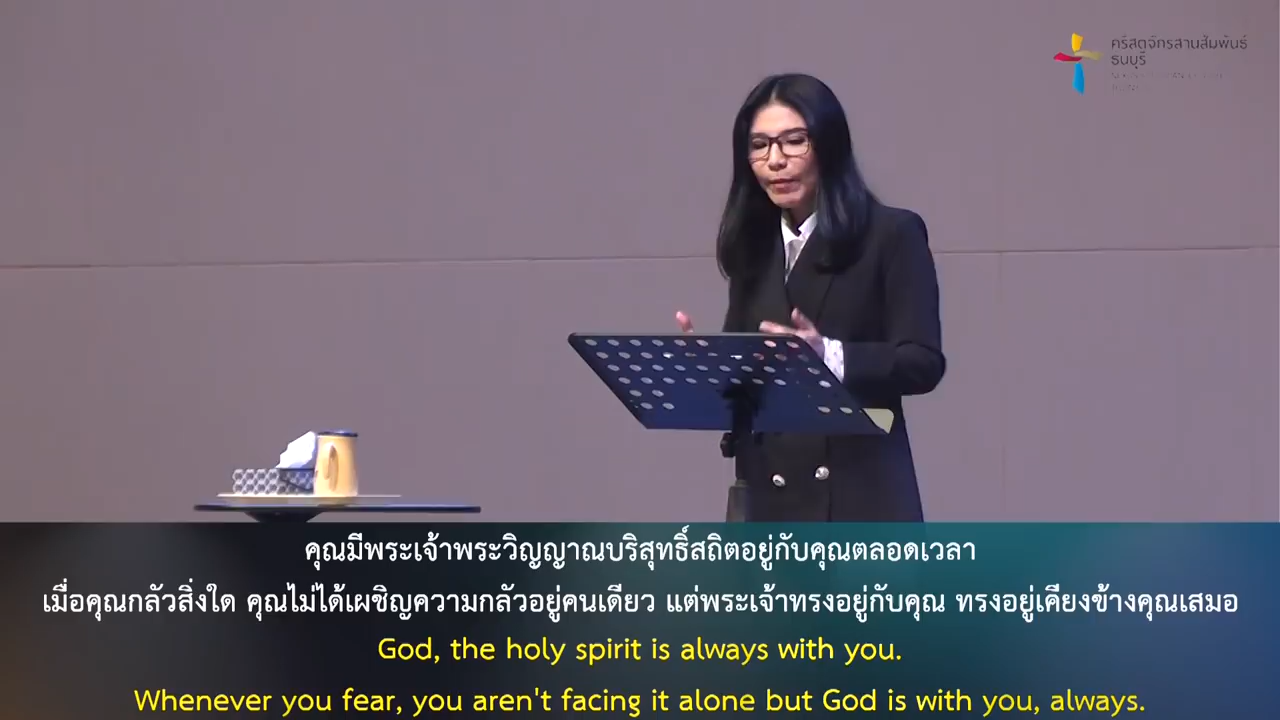 คริสตจักรสานสัมพันธ์
ธนบุรี
คุณมีพระเจ้าพระวิญญาณบริสุทธิ์สถิตอยู่กับคุณตลอดเวลา
เมื่อคุณกลัวสิ่งใด คุณไม่ได้เผชิญความกลัวอยู่คนเดียว แต่พระเจ้าทรงอยู่กับคุณ ทรงอยู่เคียงข้างคุณเสมอ
God, the holy spirit is always with you.
Whenever you fear, you aren't facing it alone but God is with you, always.